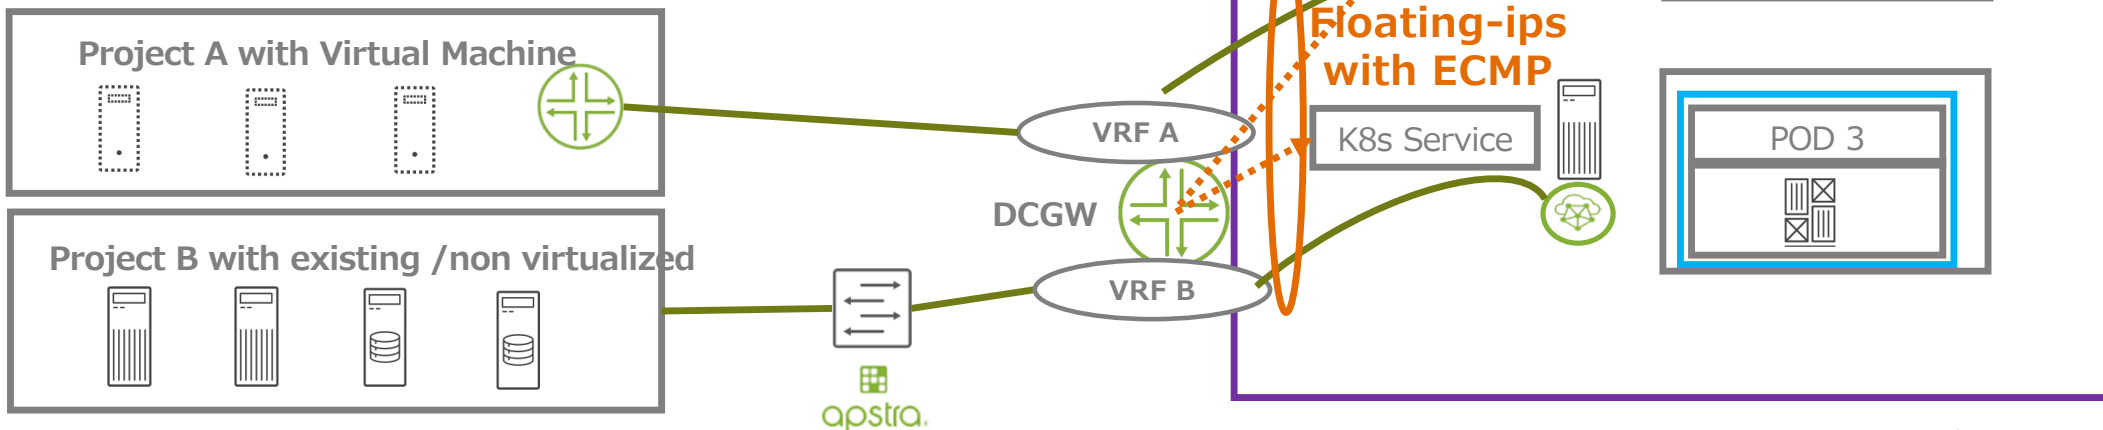 Project A with Virtual Machine
Floating-ips
with ECMP
VRF A
K8s Service
POD 3
DCGW
Project B with existing /non virtualized
VRF B
apstra.